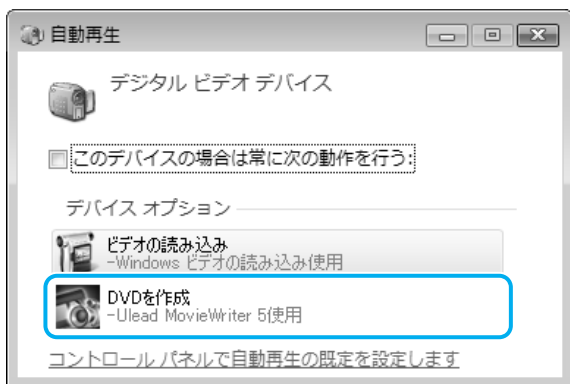 自動再生
デジタル ビデオ デバイス
このデバイスの場合は常に次の動作を行う:
デバイス オプション
ビデオの読み込み
-Windows ビデオの読み込み使用
DVDを作成
-Ulead MovieWriter 5使用
コントロール パネルで自動再生の既定を設定します